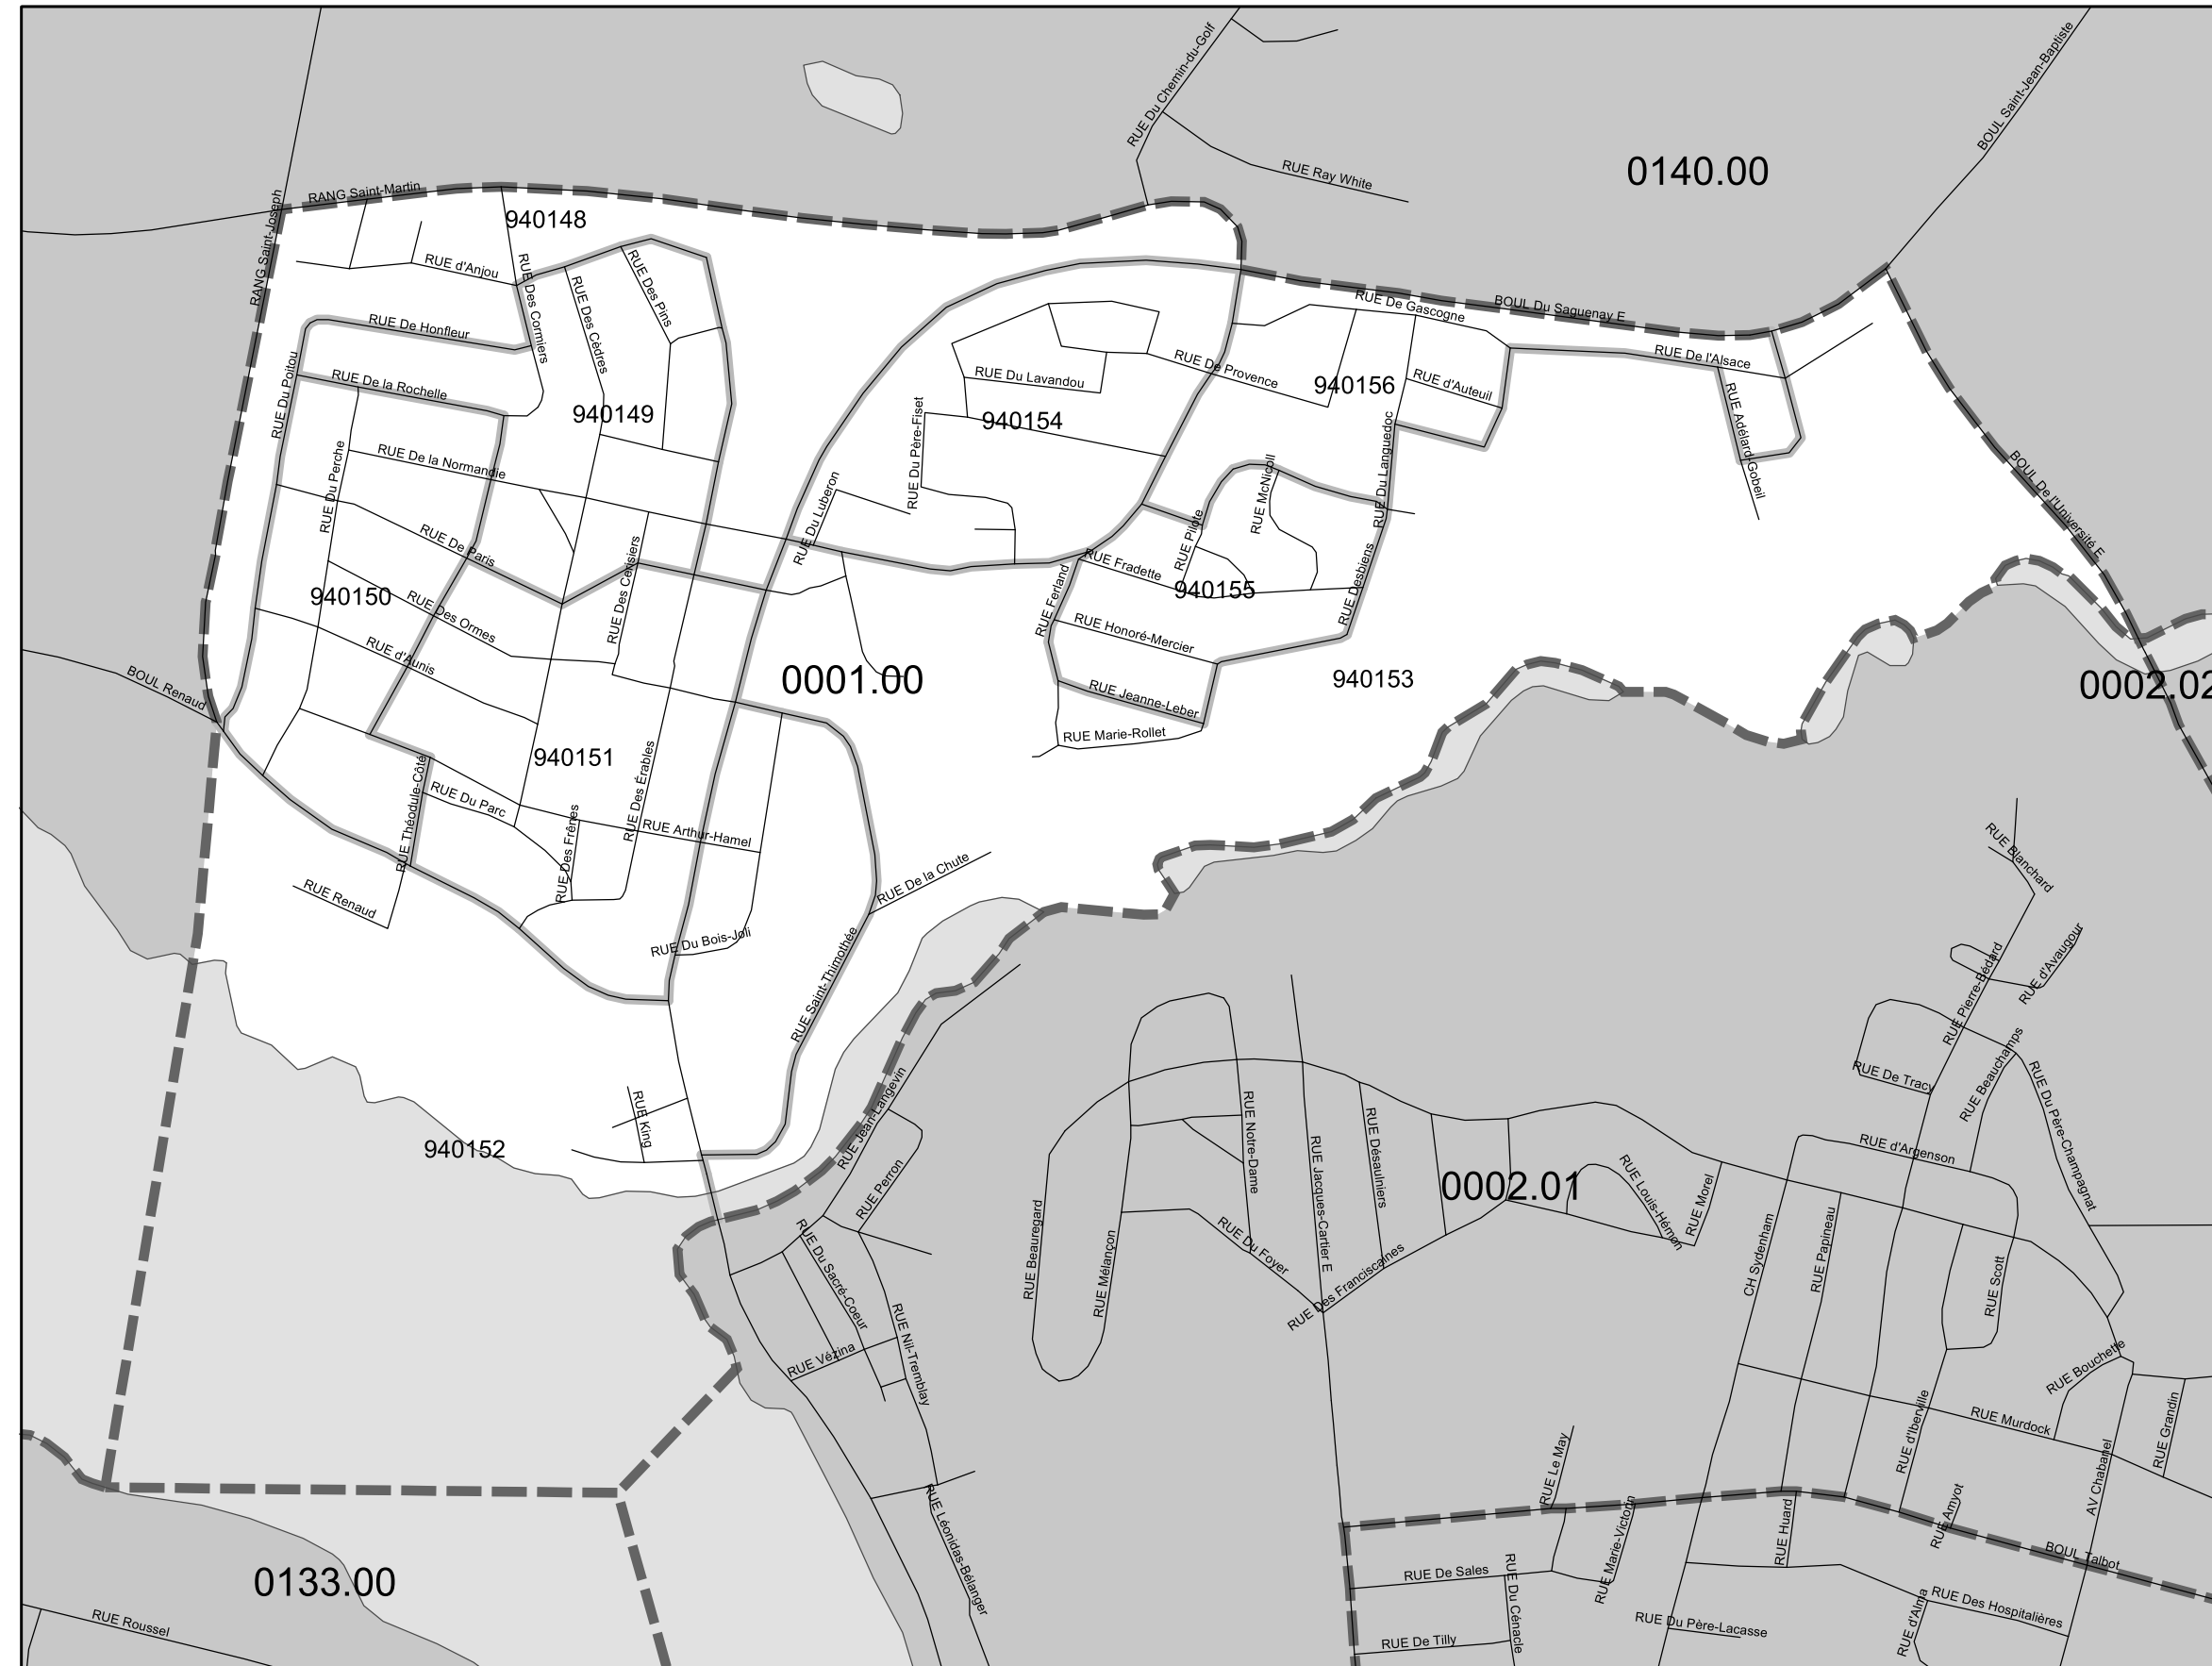 RUE Du Chemin-du-Golf
BOUL Saint-Jean-Baptiste
0140.00
RUE Ray White
RANG Saint-Martin
RANG Saint-Joseph
940148
RUE d'Anjou
RUE Des Cormiers
RUE Des Cèdres
RUE Des Pins
RUE De Gascogne
BOUL Du Saguenay E
RUE De Honfleur
RUE De l'Alsace
RUE De Provence
RUE Du Lavandou
940156
RUE d'Auteuil
RUE Du Poitou
RUE De la Rochelle
940149
940154
RUE Du Père-Fiset
RUE Du Languedoc
RUE Adélard-Gobeil
RUE Du Perche
RUE De la Normandie
RUE Du Luberon
RUE McNicoll
BOUL De l'Université E
RUE De Paris
RUE Des Cerisiers
RUE Pilote
RUE Fradette
940155
RUE Desbiens
RUE Ferland
940150
RUE Des Ormes
RUE d'Aunis
RUE Honoré-Mercier
0001.00
940153
0002.02
BOUL Renaud
RUE Jeanne-Leber
RUE Marie-Rollet
940151
RUE Théodule-Côté
RUE Du Parc
RUE Des Érables
RUE Des Frênes
RUE Arthur-Hamel
RUE De la Chute
RUE Blanchard
RUE Renaud
RUE Du Bois-Joli
RUE Saint-Thimothée
RUE Pierre-Bédard
RUE d'Avaugour
RUE De Tracy
RUE Beauchamps
RUE Du Père-Champagnat
RUE King
940152
RUE Jean-Langevin
RUE Perron
RUE Notre-Dame
RUE Jacques-Cartier E
RUE Désaulniers
0002.01
RUE Louis-Hémon
RUE Morel
RUE d'Argenson
RUE Beauregard
RUE Mélançon
RUE Du Foyer
RUE Des Franciscaines
CH Sydenham
RUE Papineau
RUE Scott
RUE Du Sacré-Coeur
RUE Nil-Tremblay
RUE Vézina
RUE Bouchette
RUE Murdock
RUE Grandin
RUE d'Iberville
AV Chabanel
RUE Le May
RUE Marie-Victorin
RUE Huard
RUE Amyot
BOUL Talbot
RUE Léonidas-Bélanger
0133.00
RUE De Sales
RUE Du Cénacle
RUE Des Hospitalières
RUE d'Alma
RUE Du Père-Lacasse
RUE De Tilly
RUE Roussel